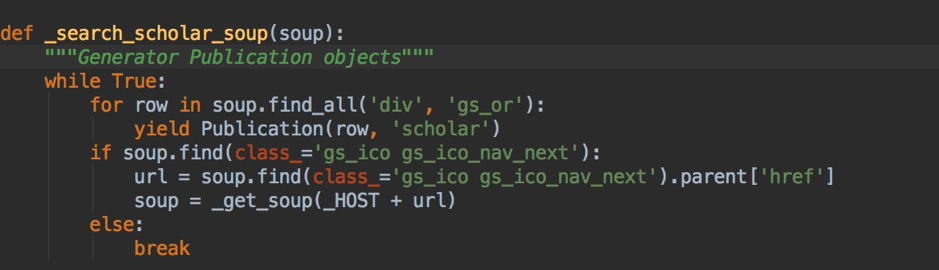 def _search_scholar_soup(soup):
    """Generator Publication objects"""
    while True:
        for row in soup.find_all('div', 'gs_or'):
            yield Publication(row, 'scholar')
        if soup.find(class_='gs_ico gs_ico_nav_next'):
            url = soup.find(class_='gs_ico gs_ico_nav_next').parent['href']
            soup = _get_soup(_HOST + url)
        else:
            break